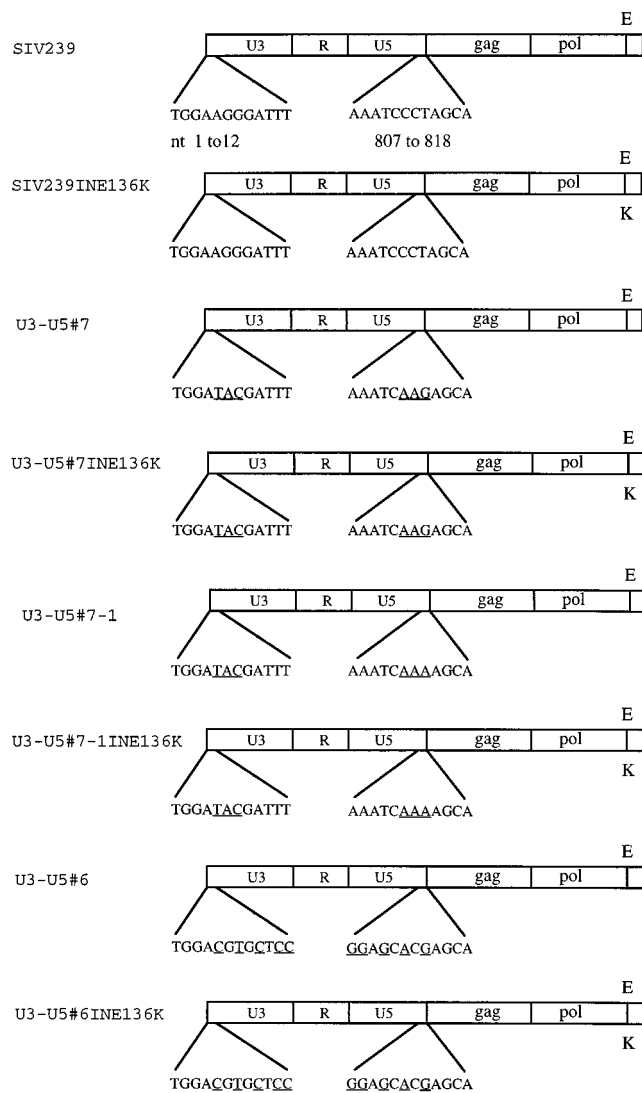 E
SIV239 U3 R U5 gag pol
TGGAAGGGATTT AAATCCCTAGCA
nt 1 to12 807 to 818
E
SIV239INE136K U3 R U5 gag pol
K
TGGAAGGGATTT AAATCCCTAGCA
E
U3-U5#7 U3 R U5 gag pol
TGGATACGATTT AAATCAAGAGCA
E
U3-U5#7INE136K U3 R U5 gag pol
K
TGGATACGATTT AAATCAAGAGCA
E
U3-U5#7-1 U3 R U5 gag pol
TGGATACGATTT AAATCAAAAGCA
E
U3-U5#7-1INE136K U3 R U5 gag pol
K
TGGATACGATTT AAATCAAAAGCA
E
U3-U5#6 U3 R U5 gag pol
TGGACGTGCTCC GGAGCACGAGCA
E
U3-U5#6INE136K U3 R U5 gag pol
K
TGGACGTGCTCC GGAGCACGAGCA